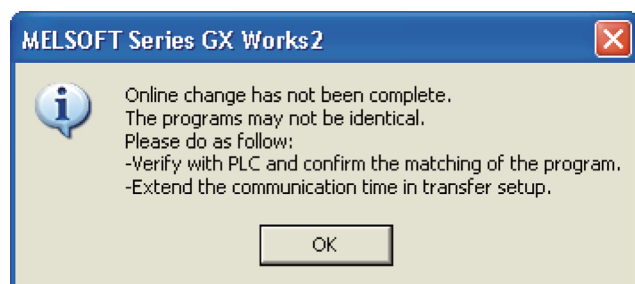 MELSOFT Series GX Works2
Online change has not been complete.
The programs may not be identical.
Please do as follow:
-Verify with PLC and confirm the matching of the program.
-Extend the communication time in transfer setup.
OK